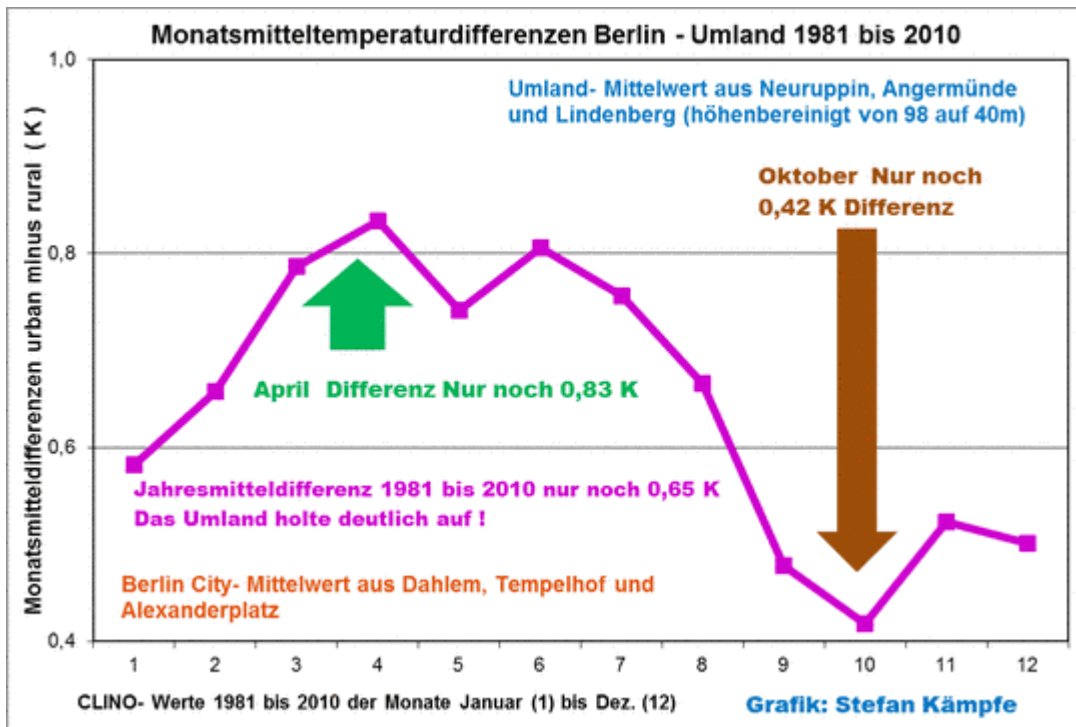 Monatsmitteltemperaturdifferenzen Berlin - Umland 1981 bis 2010
Monatsmitteldifferenzen urban minus rural ( K )
1,0
0,8
0,6
0,4
Umland- Mittelwert aus Neuruppin, Angermünde
und Lindenberg (höhenbereinigt von 98 auf 40m)
Oktober Nur noch
0,42 K Differenz
April Differenz Nur noch 0,83 K
Jahresmitteldifferenz 1981 bis 2010 nur noch 0,65 K
Das Umland holte deutlich auf !
Berlin City- Mittelwert aus Dahlem, Tempelhof und
Alexanderplatz
1 2 3 4 5 6 7 8 9 10 11 12
CLINO- Werte 1981 bis 2010 der Monate Januar (1) bis Dez. (12)
Grafik: Stefan Kämpfe